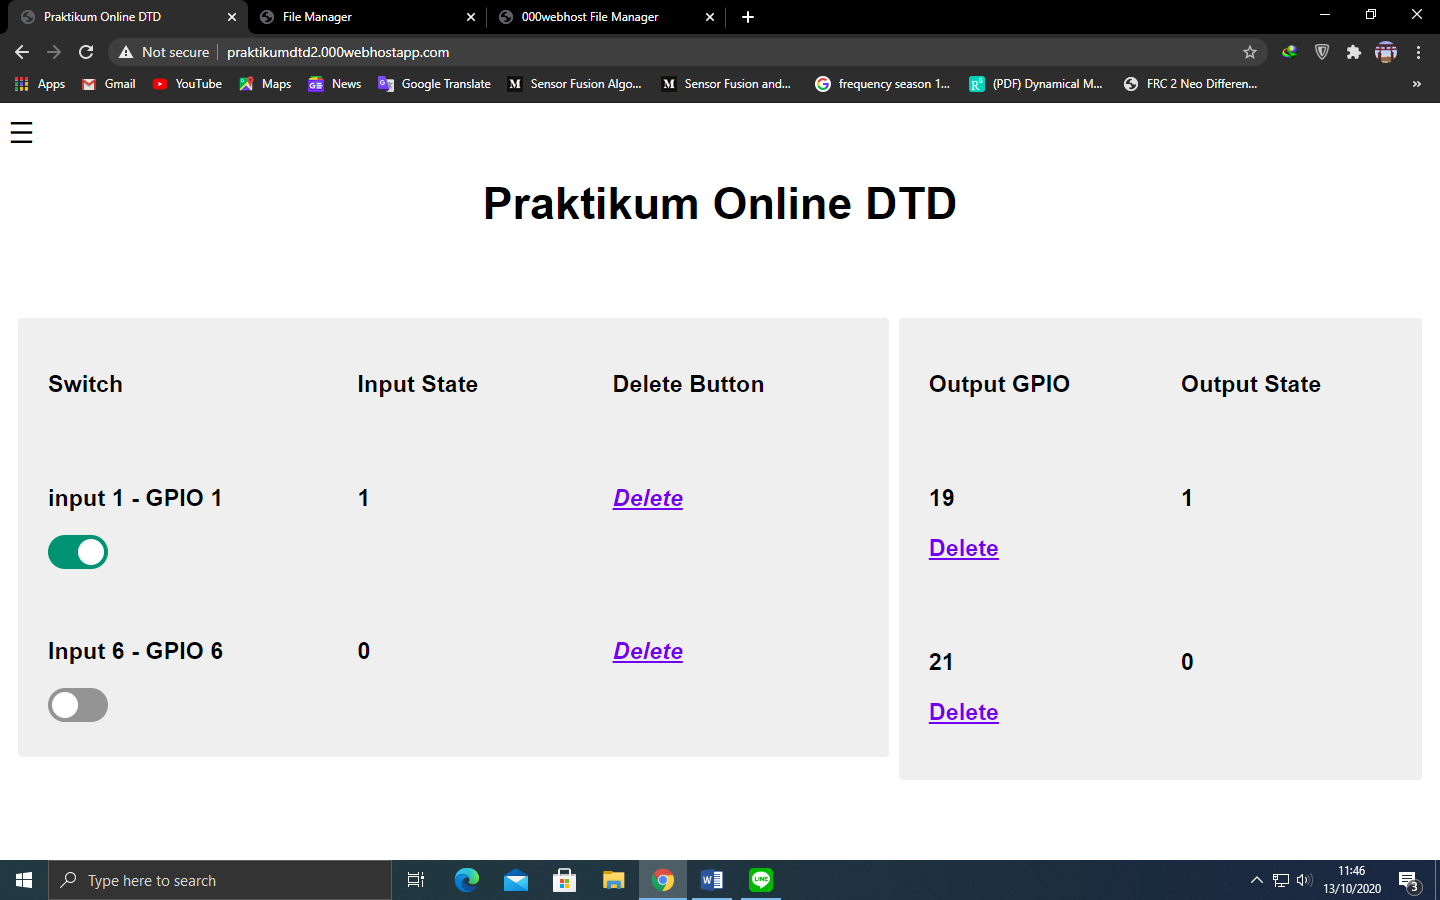 Praktikum Online DTD
File Manager
000webhost File Manager
Not secure praktikumdtd2.000webhostapp.com
Apps Gmail YouTube Maps News Google Translate Sensor Fusion Algo... Sensor Fusion and... frequency season 1... (PDF) Dynamical M... FRC 2 Neo Differen...
Praktikum Online DTD
Switch Input State Delete Button
input 1 - GPIO 1 1 Delete
Input 6 - GPIO 6 0 Delete
Output GPIO Output State
19 1
Delete
21 0
Delete
Type here to search
11:46
13/10/2020
3